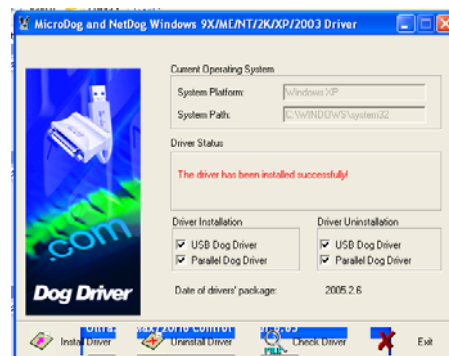 MicroDog and NetDog Windows 9X/ME/NT/2K/XP/2003 Driver
Current Operating System
System Platform: Windows XP
System Path: C:\WINDOWS\system32
Driver Status
The driver has been installed successfully!
Driver Installation
USB Dog Driver
Parallel Dog Driver
Driver Uninstallation
USB Dog Driver
Parallel Dog Driver
.com
Dog Driver
Date of drivers' package: 2005.2.6
Install Driver
Uninstall Driver
Check Driver
Exit